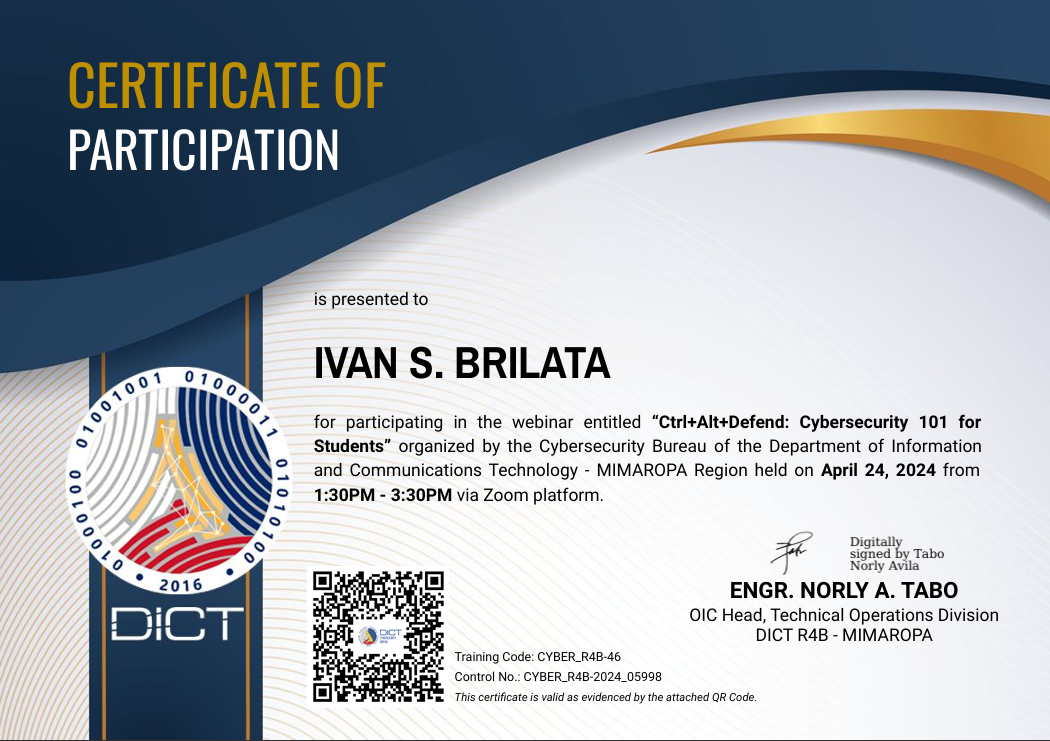 CERTIFICATE OF
PARTICIPATION
is presented to
IVAN S. BRILATA
for participating in the webinar entitled “Ctrl+Alt+Defend: Cybersecurity 101 for
Students” organized by the Cybersecurity Bureau of the Department of Information
and Communications Technology - MIMAROPA Region held on April 24, 2024 from
1:30PM - 3:30PM via Zoom platform.
01000100 01001001 01000011 01010100
• 2016 •
DICT
Digitally
signed by Tabo
Norly Avila
ENGR. NORLY A. TABO
OIC Head, Technical Operations Division
DICT R4B - MIMAROPA
DICT
Training Code: CYBER_R4B-46
Control No.: CYBER_R4B-2024_05998
This certificate is valid as evidenced by the attached QR Code.